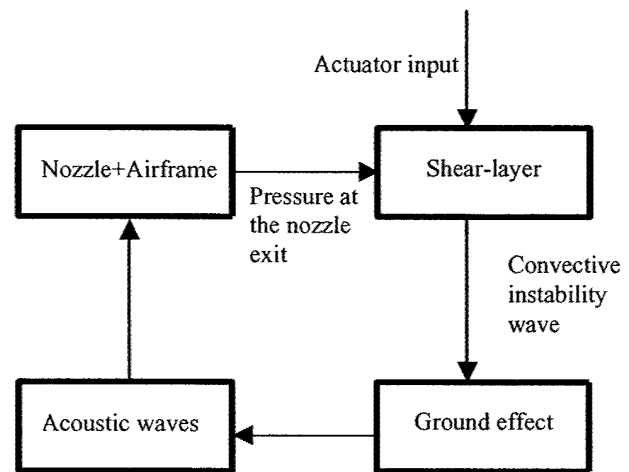 Actuator input
Nozzle+Airframe
Shear-layer
Pressure at
the nozzle
exit
Convective
instability
wave
Acoustic waves
Ground effect